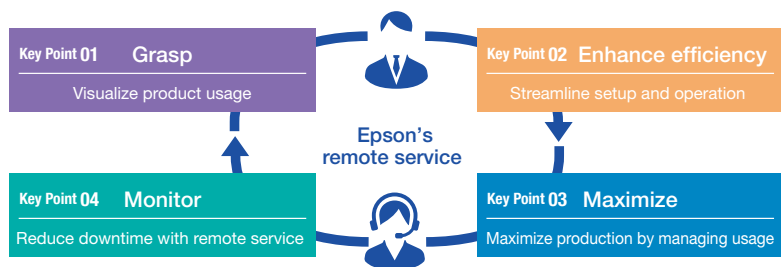 Key Point 01 Grasp
Visualize product usage
Key Point 02 Enhance efficiency
Streamline setup and operation
Epson's
remote service
Key Point 04 Monitor
Reduce downtime with remote service
Key Point 03 Maximize
Maximize production by managing usage